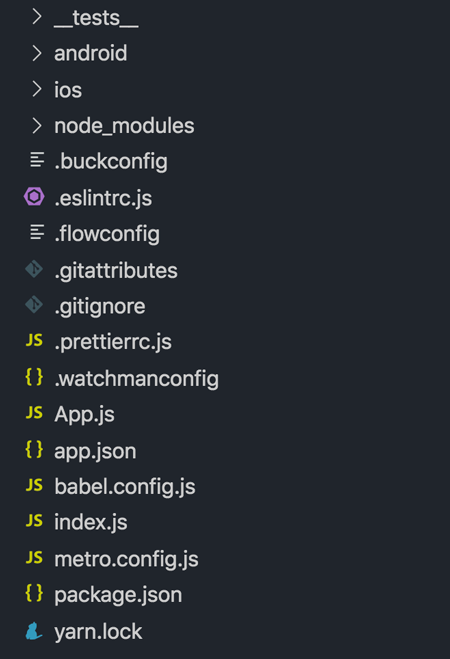 __tests__
android
ios
node_modules
.buckconfig
.eslintrc.js
.flowconfig
.gitattributes
.gitignore
JS .prettierrc.js
{} .watchmanconfig
JS App.js
{} app.json
JS babel.config.js
JS index.js
JS metro.config.js
{} package.json
yarn.lock